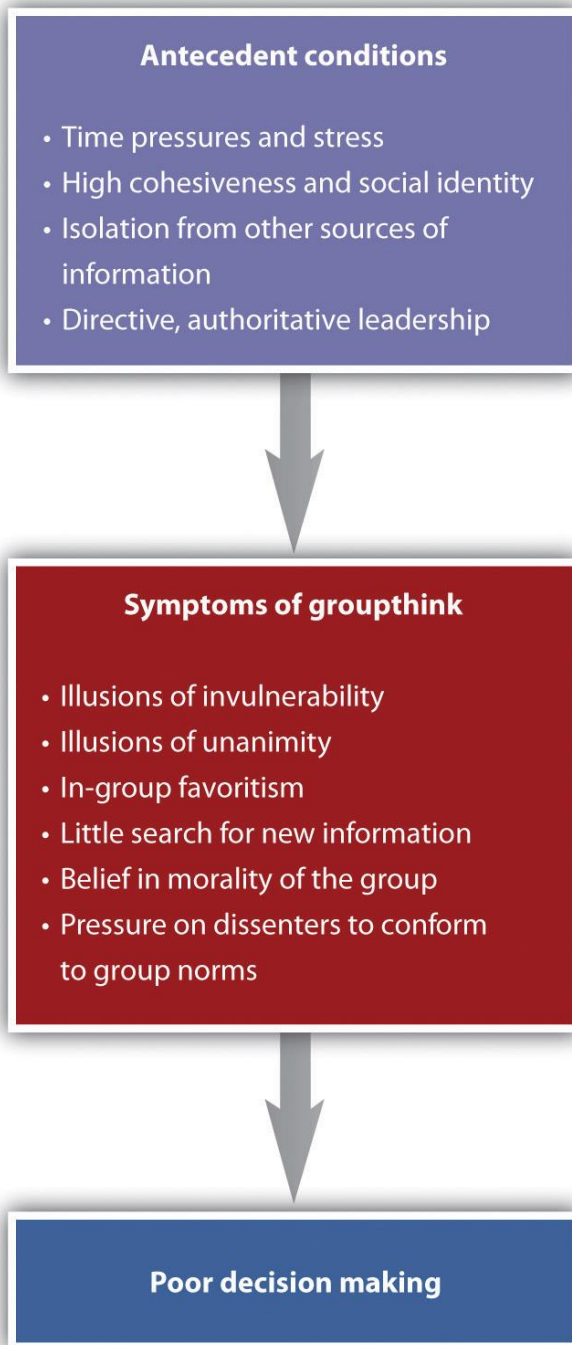 Antecedent conditions
• Time pressures and stress
• High cohesiveness and social identity
• Isolation from other sources of
information
• Directive, authoritative leadership
Symptoms of groupthink
• Illusions of invulnerability
• Illusions of unanimity
• In-group favoritism
• Little search for new information
• Belief in morality of the group
• Pressure on dissenters to conform
to group norms
Poor decision making